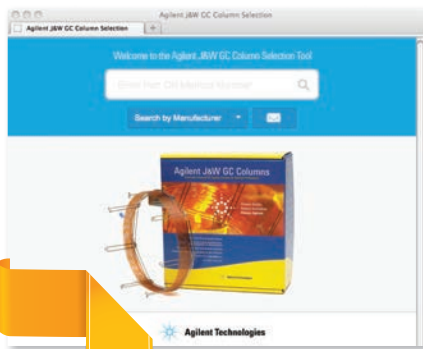 Agilent J&W GC Column Selection
Agilent J&W GC Column Selection
Welcome to the Agilent J&W GC Column Selection Tool
Search by Manufacturer
Agilent J&W GC Columns
Agilent Technologies